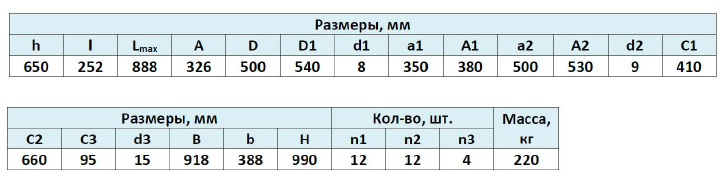 Размеры, мм
h l Lmax A D D1 d1 a1 A1 a2 A2 d2 C1
650 252 888 326 500 540 8 350 380 500 530 9 410
Размеры, мм Кол-во, шт. Масса, кг
C2 C3 d3 B b H n1 n2 n3
660 95 15 918 388 990 12 12 4 220